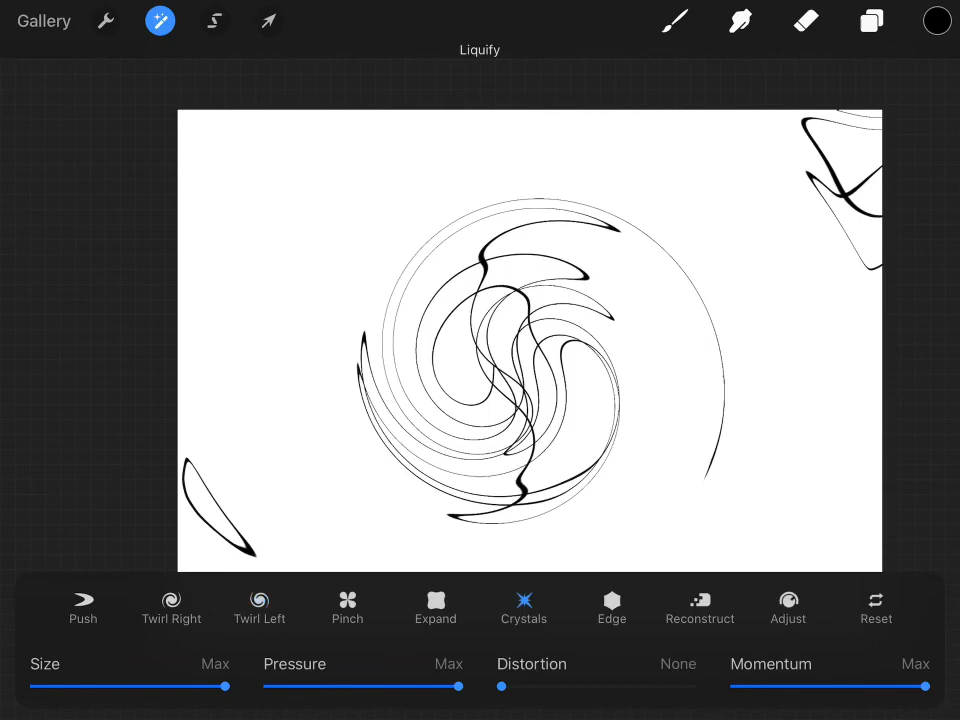 Gallery
Liquify
Push Twirl Right Twirl Left Pinch Expand Crystals Edge Reconstruct Adjust Reset
Size Max Pressure Max Distortion None Momentum Max